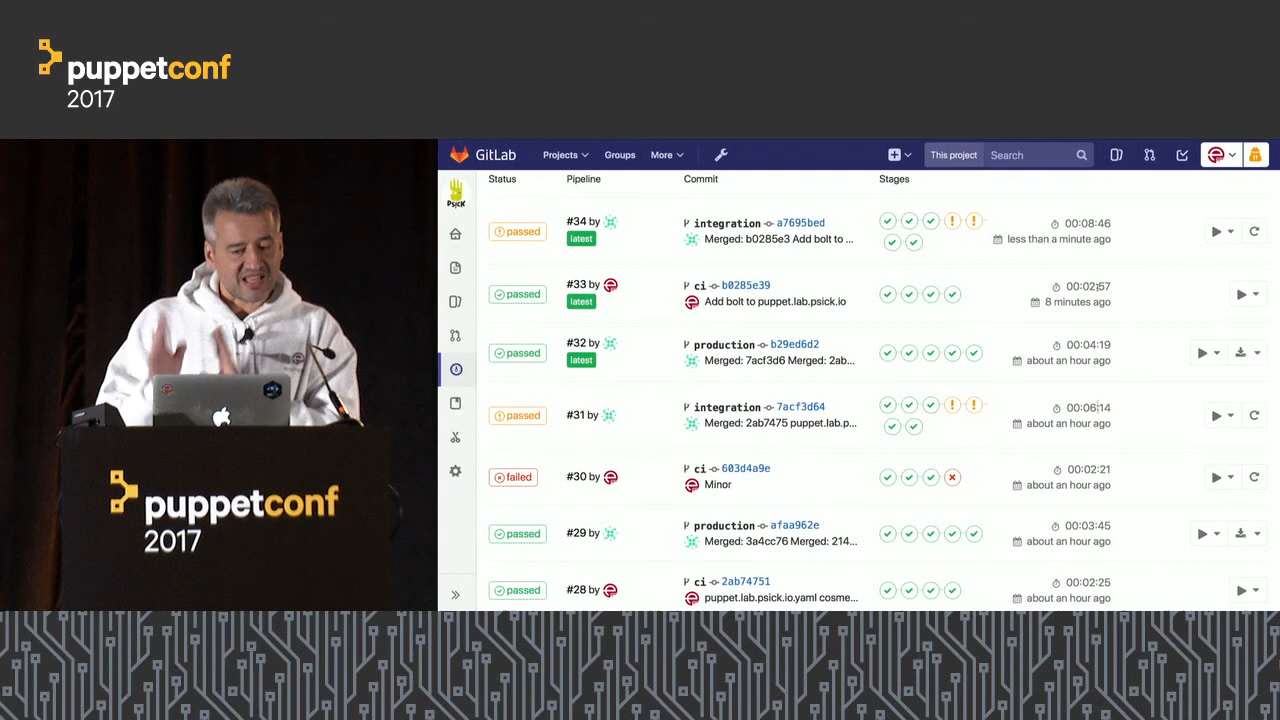 puppetconf
2017
GitLab
Projects
Groups
More
This project
Search
PsicK
Status
Pipeline
Commit
Stages
passed
#34 by
latest
integration
a7695bed
Merged: b0285e3 Add bolt to ...
00:08:46
less than a minute ago
passed
#33 by
latest
ci
b0285e39
Add bolt to puppet.lab.psick.io
00:02:57
8 minutes ago
passed
#32 by
latest
production
b29ed6d2
Merged: 7acf3d6 Merged: 2ab...
00:04:19
about an hour ago
passed
#31 by
integration
7acf3d64
Merged: 2ab7475 puppet.lab.p...
00:06:14
about an hour ago
failed
#30 by
ci
603d4a9e
Minor
00:02:21
about an hour ago
passed
#29 by
production
afaa962e
Merged: 3a4cc76 Merged: 214...
00:03:45
about an hour ago
passed
#28 by
ci
2ab74751
puppet.lab.psick.io.yaml cosme...
00:02:25
about an hour ago
puppetconf
2017